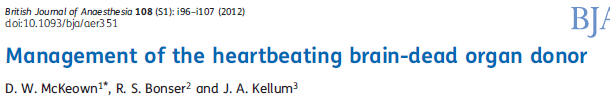 British Journal of Anaesthesia 108 (S1): i96–i107 (2012)
doi:10.1093/bja/aer351
BJA
Management of the heartbeating brain-dead organ donor
D. W. McKeown1*, R. S. Bonser2 and J. A. Kellum3